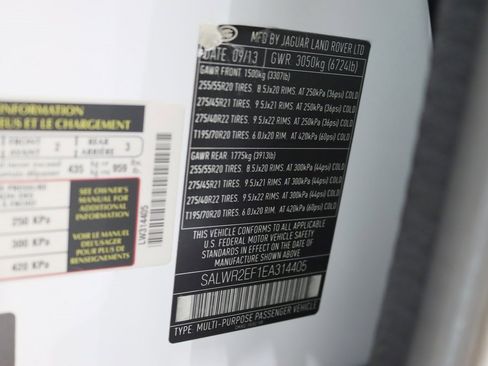 MFG BY JAGUAR LAND ROVER LTD
DATE: 09/13 GWR 3050kg (6724lb)
GAWR FRONT 1500kg (3307lb)
255/55R20 TIRES. 8.5Jx20 RIMS. AT 250kPa (36psi) COLD
275/45R21 TIRES. 9.5Jx21 RIMS. AT 250kPa (36psi) COLD
275/40R22 TIRES. 9.5Jx22 RIMS. AT 250kPa (36psi) COLD
T195/70R20 TIRES. 6.0Jx20 RIM. AT 420kPa (60psi) COLD
GAWR REAR 1775kg (3913lb)
255/55R20 TIRES. 8.5Jx20 RIMS. AT 300kPa (44psi) COLD
275/45R21 TIRES. 9.5Jx21 RIMS. AT 300kPa (44psi) COLD
275/40R22 TIRES. 9.5Jx22 RIMS. AT 300kPa (44psi) COLD
T195/70R20 TIRES. 6.0Jx20 RIM. AT 420kPa (60psi) COLD
THIS VEHICLE CONFORMS TO ALL APPLICABLE
U.S. FEDERAL MOTOR VEHICLE SAFETY
STANDARDS IN
EFFECT ON THE DATE OF
MANUFACTURE SHOWN ABOVE.
SALWR2EF1EA314405
TYPE: MULTI-PURPOSE PASSENGER VEHICLE
INFORMATION
US ET LE CHARGEMENT
FRONT
AVANT 2
REAR
ARRIÈRE 3
435 kg or 959 lb
SEE OWNER'S
MANUAL FOR
ADDITIONAL
INFORMATION
VOIR LE MANUEL
D'USAGER
POUR PLUS DE
RENSEIGNEMENTS
250 KPa
300 KPa
420 KPa
LW314405